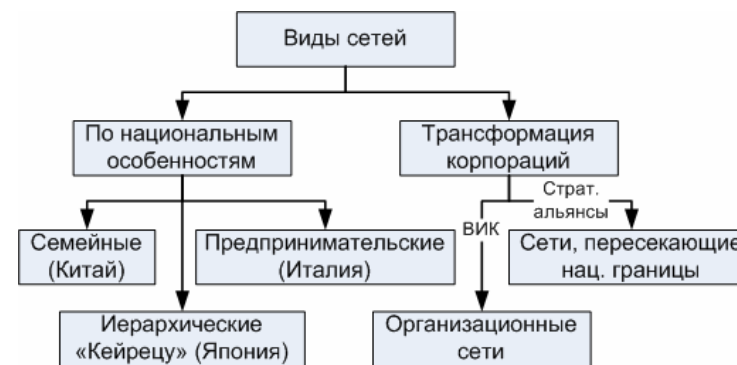 Виды сетей
По национальным
особенностям
Трансформация
корпораций
Страт.
альянсы
ВИК
Семейные
(Китай)
Предпринимательские
(Италия)
Сети, пересекающие
нац. границы
Иерархические
«Кейрецу» (Япония)
Организационные
сети